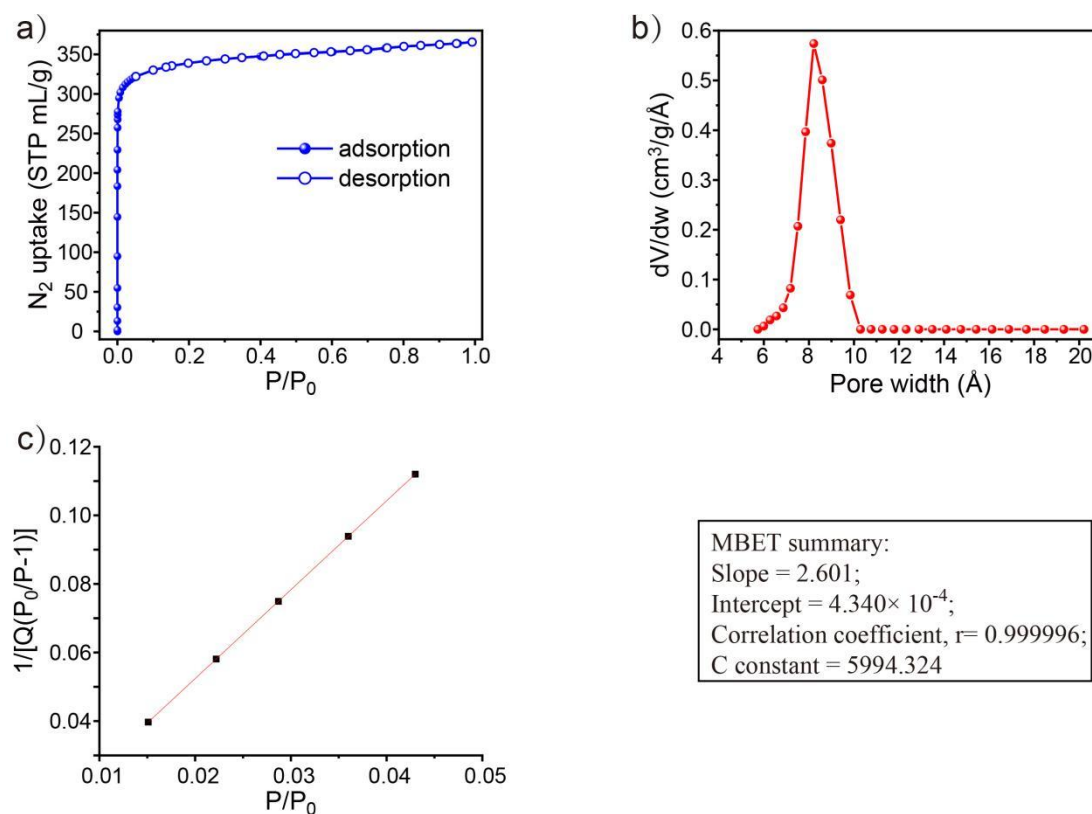 a)
N₂ uptake (STP mL/g)
350
300
250
200
150
100
50
0
adsorption
desorption
0.0 0.2 0.4 0.6 0.8 1.0
P/P₀
b)
dV/dw (cm³/g/Å)
0.6
0.5
0.4
0.3
0.2
0.1
0.0
4 6 8 10 12 14 16 18 20
Pore width (Å)
c)
1/[Q(P₀/P-1)]
0.12
0.10
0.08
0.06
0.04
0.01 0.02 0.03 0.04 0.05
P/P₀
MBET summary:
Slope = 2.601;
Intercept = 4.340× 10⁻⁴;
Correlation coefficient, r= 0.999996;
C constant = 5994.324